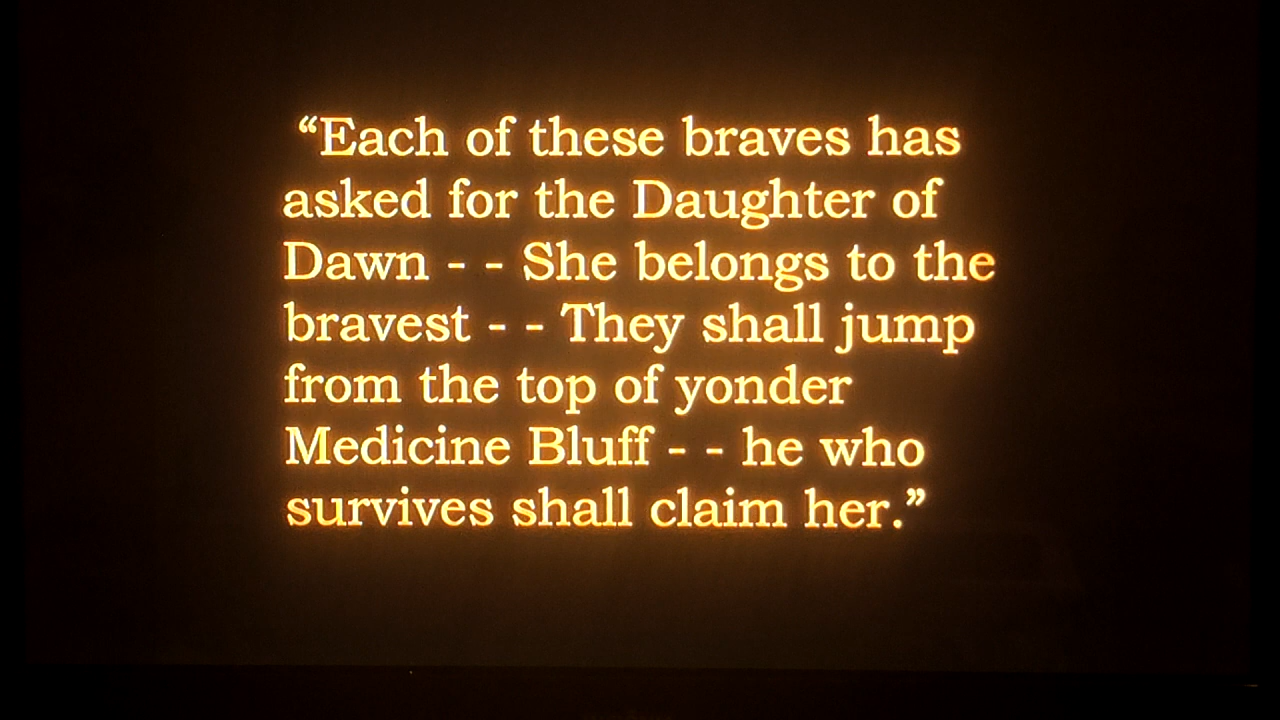 “Each of these braves has
asked for the Daughter of
Dawn - - She belongs to the
bravest - - They shall jump
from the top of yonder
Medicine Bluff - - he who
survives shall claim her.”